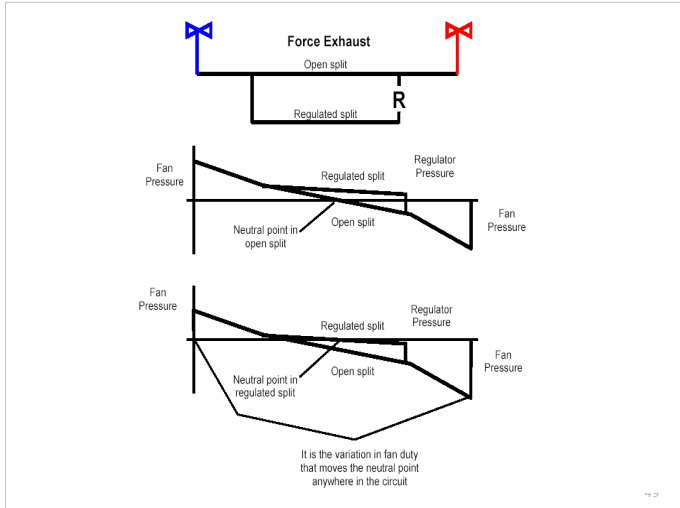 Force Exhaust
Open split
R
Regulated split
Fan
Pressure
Regulated split
Regulator
Pressure
Neutral point in
open split
Open split
Fan
Pressure
Fan
Pressure
Regulated split
Regulator
Pressure
Neutral point in
regulated split
Open split
Fan
Pressure
It is the variation in fan duty
that moves the neutral point
anywhere in the circuit